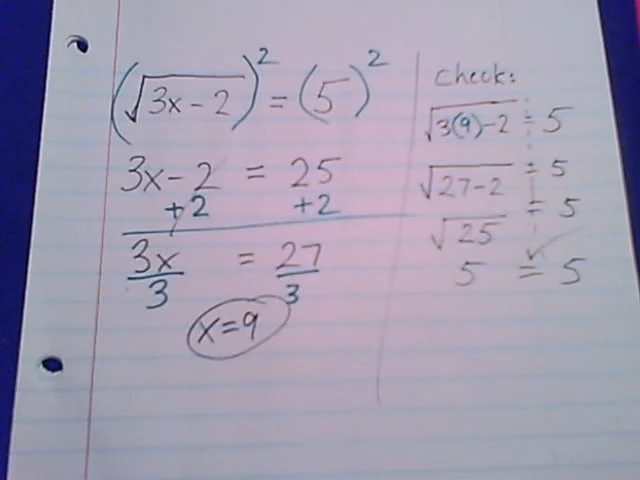 (√3x-2)² = (5)²
3x-2 = 25
+2 +2
3x = 27
3 3
x=9
Check:
√3(9)-2 = 5
√27-2 = 5
√25 = 5
5 = 5